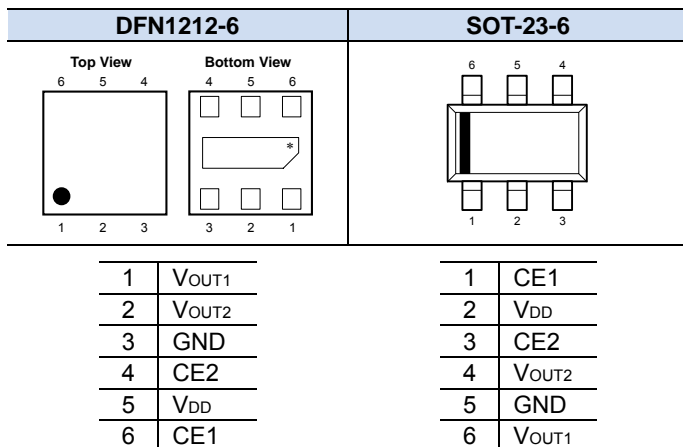 DFN1212-6 SOT-23-6
Top View Bottom View
6 5 4 4 5 6
*
1 2 3 3 2 1
6 5 4
1 2 3
1 VOUT1
2 VOUT2
3 GND
4 CE2
5 VDD
6 CE1
1 CE1
2 VDD
3 CE2
4 VOUT2
5 GND
6 VOUT1